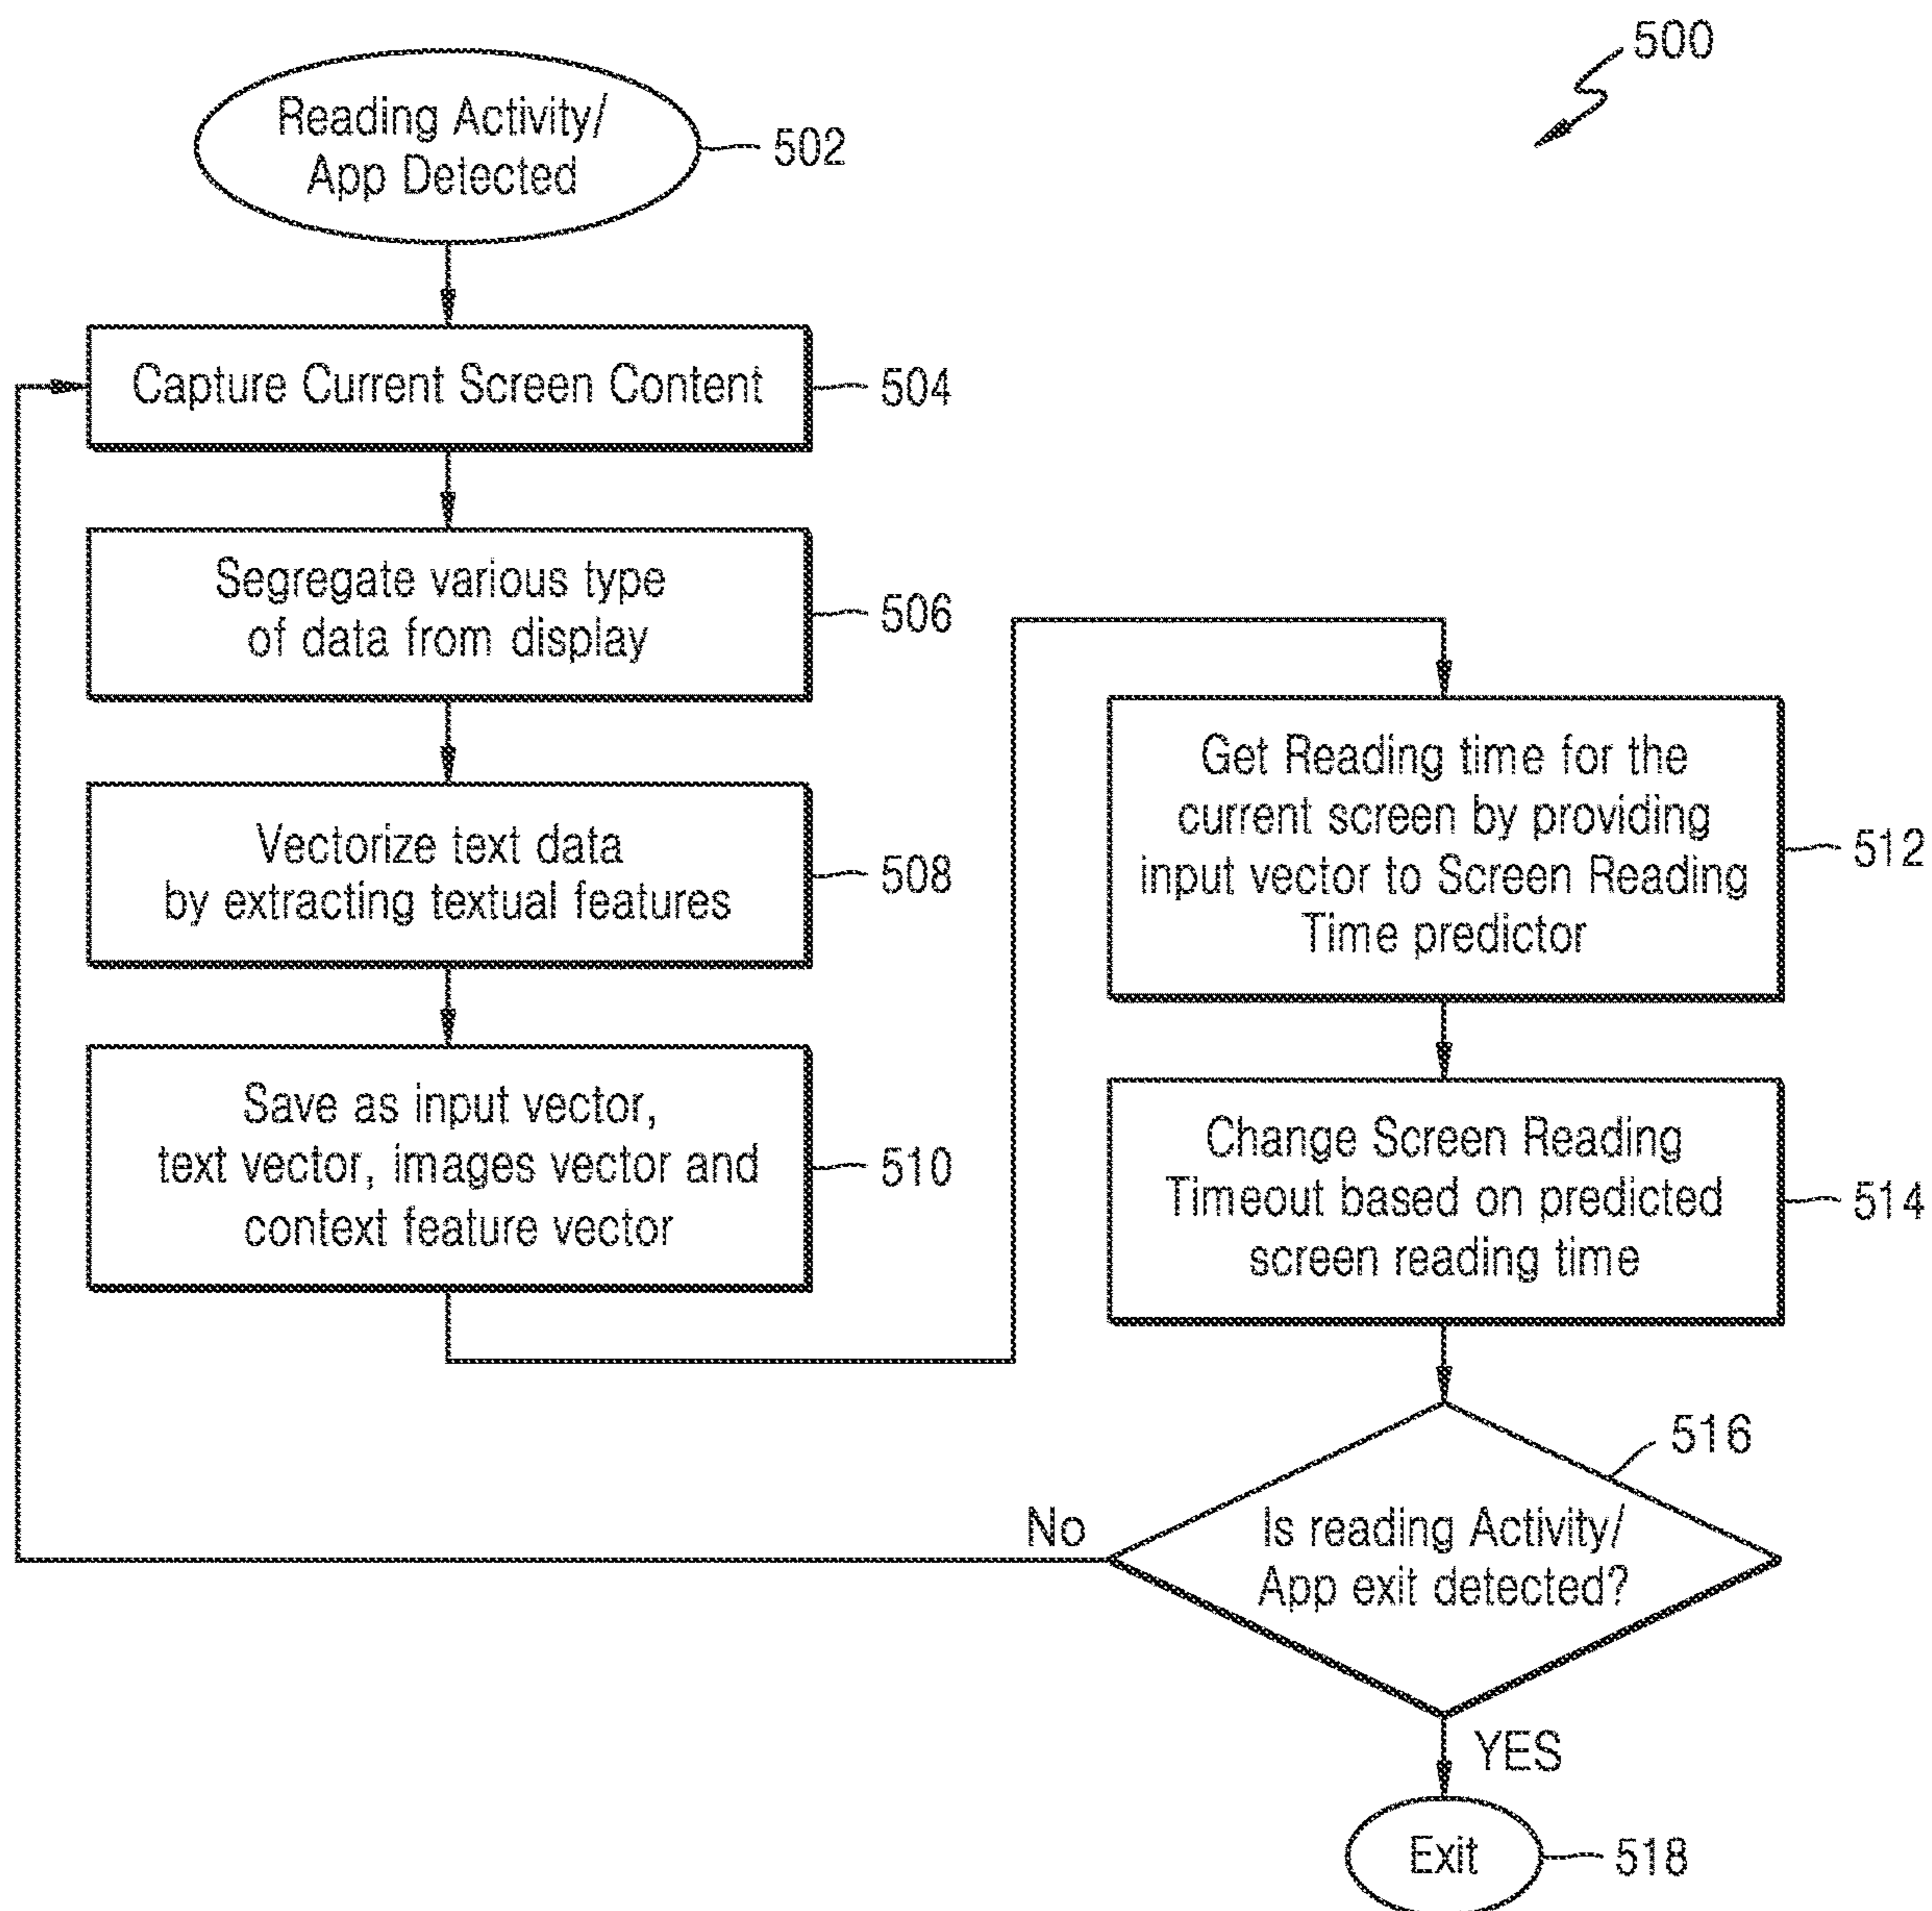 500
Reading Activity/
App Detected
502
Capture Current Screen Content
504
Segregate various type
of data from display
506
Vectorize text data
by extracting textual features
508
Save as input vector,
text vector, images vector and
context feature vector
510
Get Reading time for the
current screen by providing
input vector to Screen Reading
Time predictor
512
Change Screen Reading
Timeout based on predicted
screen reading time
514
516
Is reading Activity/
App exit detected?
No
YES
Exit
518